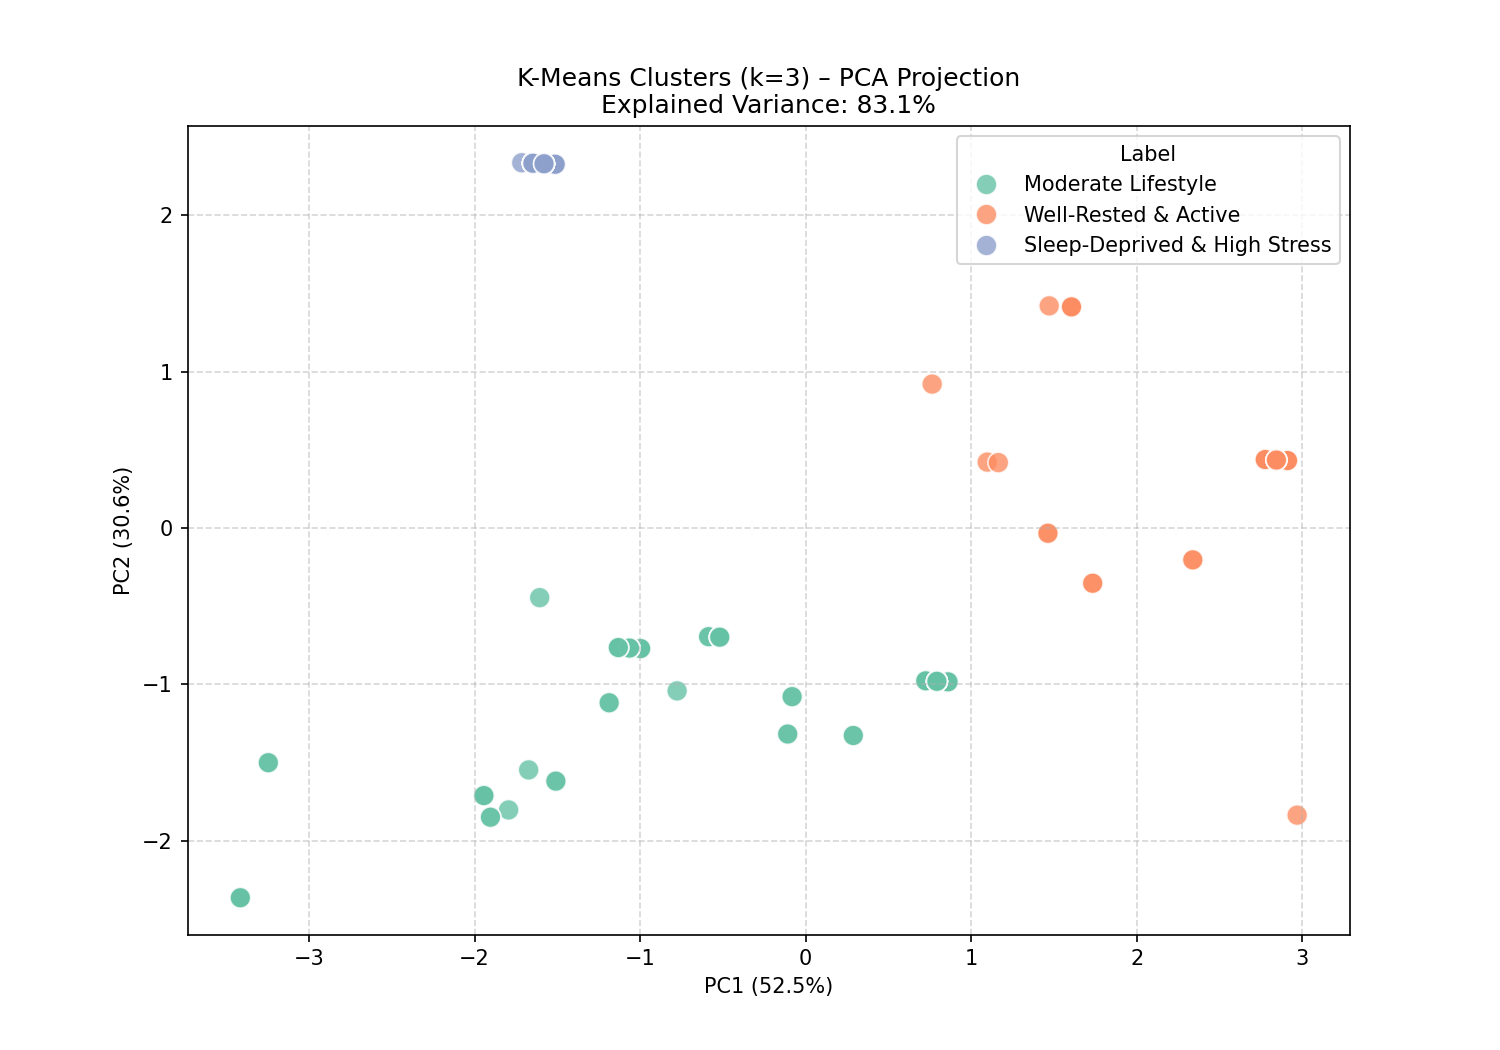 K-Means Clusters (k=3) – PCA Projection
Explained Variance: 83.1%
Label
Moderate Lifestyle
Well-Rested & Active
Sleep-Deprived & High Stress
PC2 (30.6%)
2
1
0
−1
−2
−3
−2
−1
0
1
2
3
PC1 (52.5%)